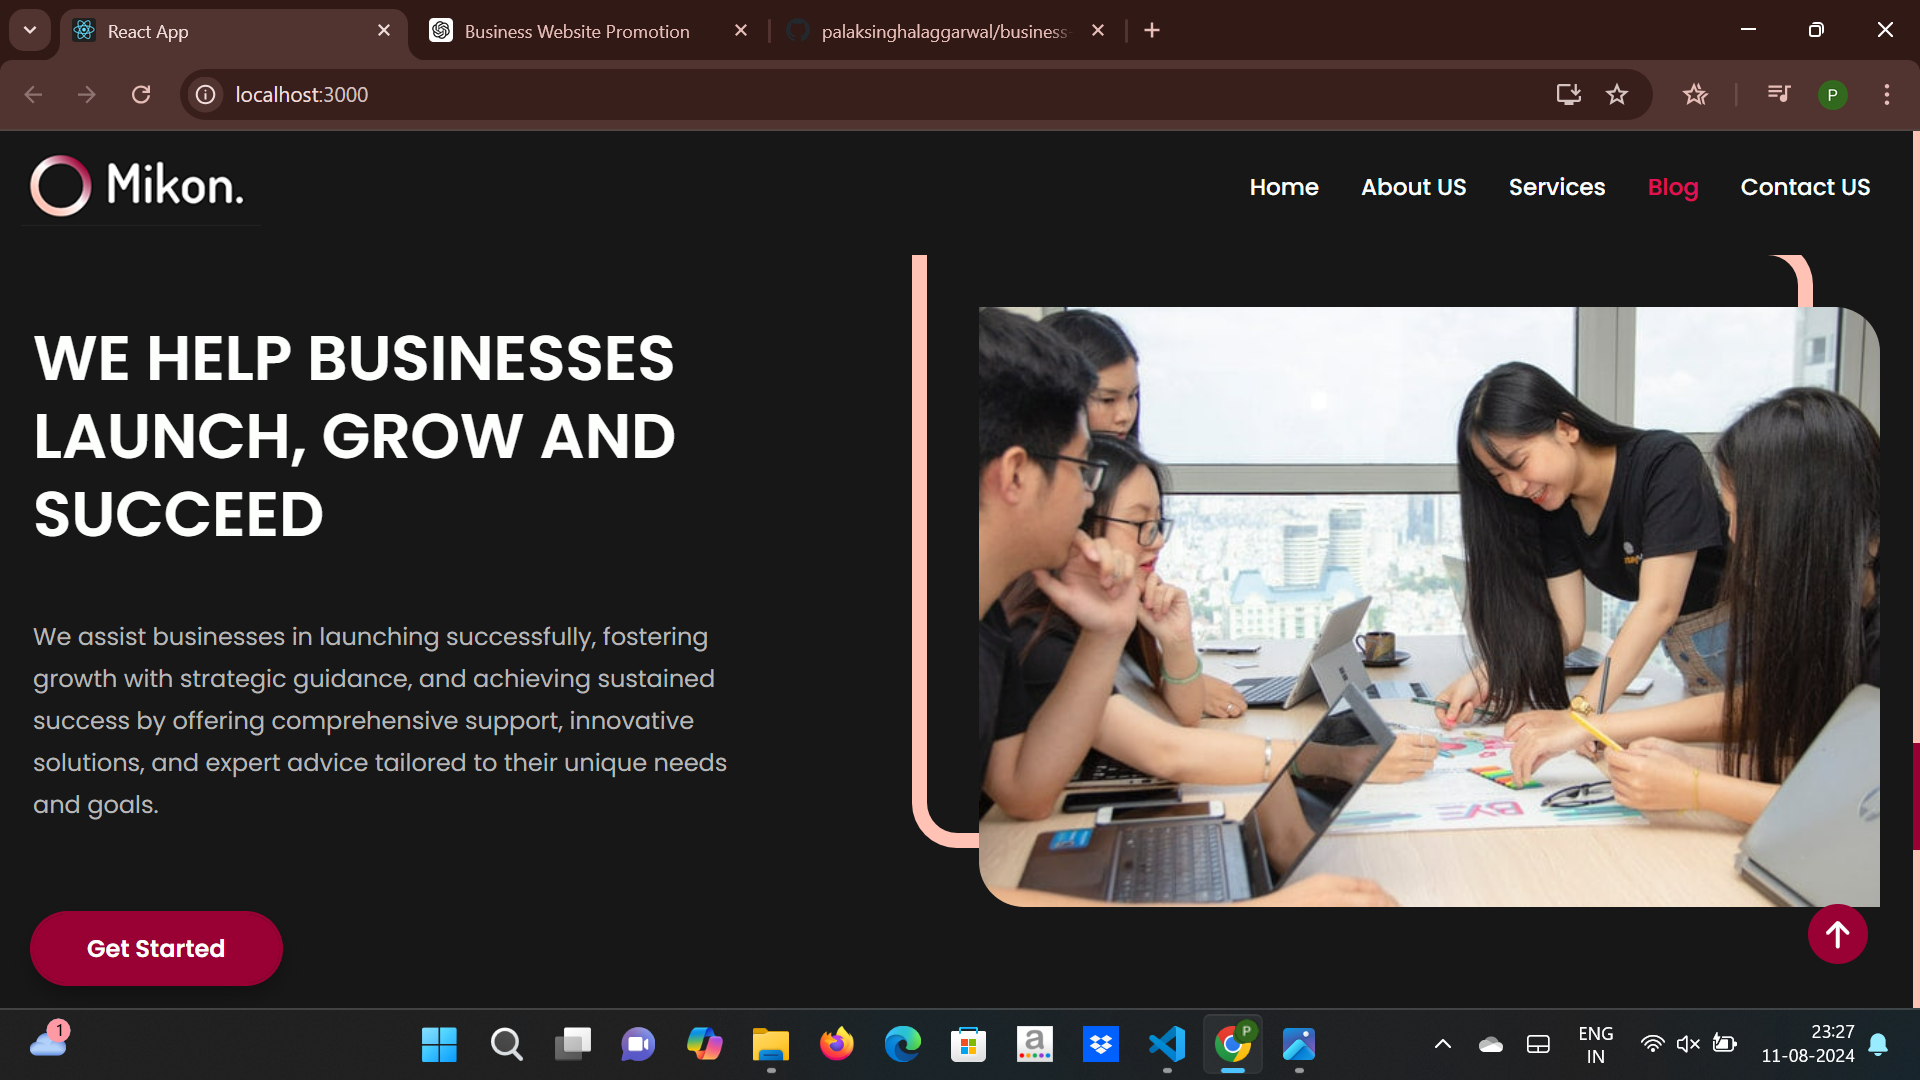 React App
Business Website Promotion
palaksinghalaggarwal/business-
localhost:3000
P
Mikon.
Home About US Services Blog Contact US
WE HELP BUSINESSES
LAUNCH, GROW AND
SUCCEED
We assist businesses in launching successfully, fostering
growth with strategic guidance, and achieving sustained
success by offering comprehensive support, innovative
solutions, and expert advice tailored to their unique needs
and goals.
BYE
Get Started
1
a
P
ENG
IN
23:27
11-08-2024